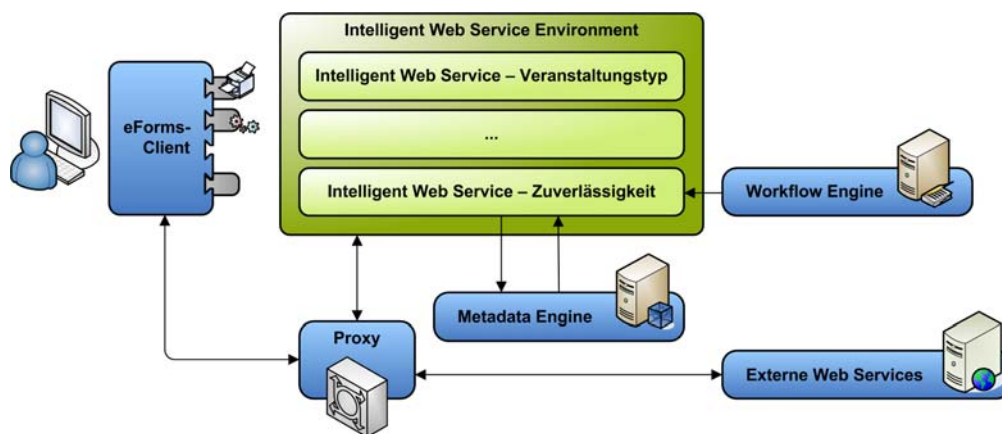 Intelligent Web Service Environment
Intelligent Web Service – Veranstaltungstyp
...
Intelligent Web Service – Zuverlässigkeit
eForms-
Client
Workflow Engine
Metadata Engine
Proxy
Externe Web Services